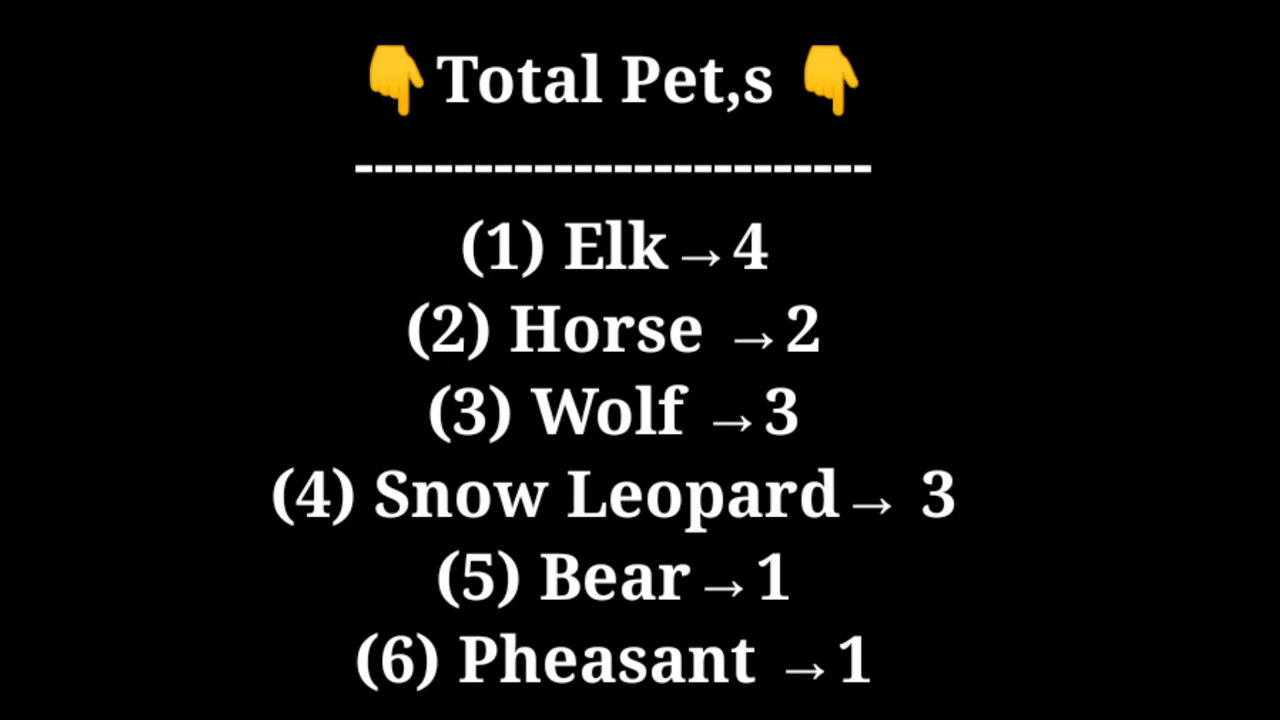 👇Total Pet,s 👇
--------------------------
(1) Elk→4
(2) Horse →2
(3) Wolf →3
(4) Snow Leopard→ 3
(5) Bear→1
(6) Pheasant →1